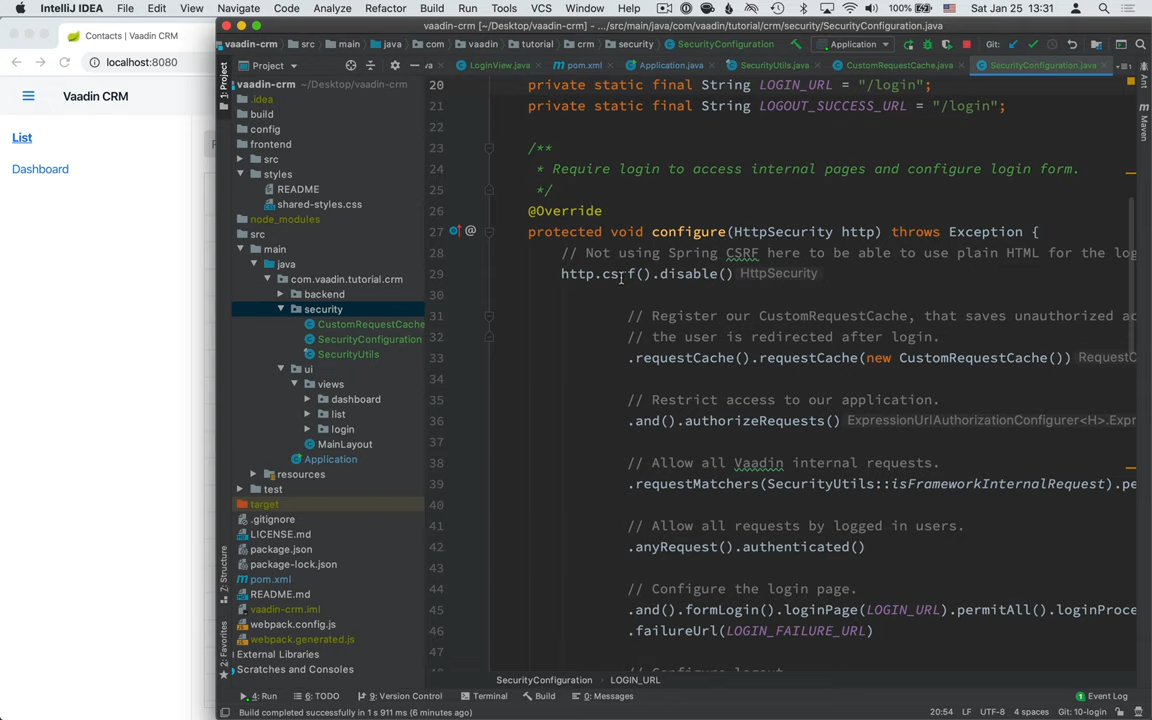 IntelliJ IDEA File Edit View Navigate Code Analyze Refactor Build Run Tools VCS Window Help 100% Sat Jan 25 13:31
Contacts | Vaadin CRM
localhost:8080
Vaadin CRM
List
Dashboard
vaadin-crm [~/Desktop/vaadin-crm] - .../src/main/java/com/vaadin/tutorial/crm/security/SecurityConfiguration.java
vaadin-crm src main java com vaadin tutorial crm security SecurityConfiguration Application Git:
Project LoginView.java pom.xml Application.java SecurityUtils.java CustomRequestCache.java SecurityConfiguration.java
1: Project
7: Structure
2: Favorites
Ant
Maven
vaadin-crm ~/Desktop/vaadin-crm
.idea
build
config
frontend
src
styles
README
shared-styles.css
node_modules
src
main
java
com.vaadin.tutorial.crm
backend
security
CustomRequestCache
SecurityConfiguration
SecurityUtils
ui
views
dashboard
list
login
MainLayout
Application
resources
test
target
.gitignore
LICENSE.md
package.json
package-lock.json
pom.xml
README.md
vaadin-crm.iml
webpack.config.js
webpack.generated.js
External Libraries
Scratches and Consoles
20 private static final String LOGIN_URL = "/login";
21 private static final String LOGOUT_SUCCESS_URL = "/login";
22
23 /**
24 * Require login to access internal pages and configure login form.
25 */
26 @Override
27 protected void configure(HttpSecurity http) throws Exception {
28 // Not using Spring CSRF here to be able to use plain HTML for the log
29 http.csrf().disable() HttpSecurity
30
31 // Register our CustomRequestCache, that saves unauthorized ac
32 // the user is redirected after login.
33 .requestCache().requestCache(new CustomRequestCache()) RequestC
34
35 // Restrict access to our application.
36 .and().authorizeRequests() ExpressionUrlAuthorizationConfigurer<H>.Expr
37
38 // Allow all Vaadin internal requests.
39 .requestMatchers(SecurityUtils::isFrameworkInternalRequest).pe
40
41 // Allow all requests by logged in users.
42 .anyRequest().authenticated()
43
44 // Configure the login page.
45 .and().formLogin().loginPage(LOGIN_URL).permitAll().loginProce
46 .failureUrl(LOGIN_FAILURE_URL)
47
// Configure logout
SecurityConfiguration LOGIN_URL
4: Run 6: TODO 9: Version Control Terminal Build 0: Messages 1 Event Log
Build completed successfully in 1 s 911 ms (6 minutes ago) 20:54 LF UTF-8 4 spaces Git: 10-login